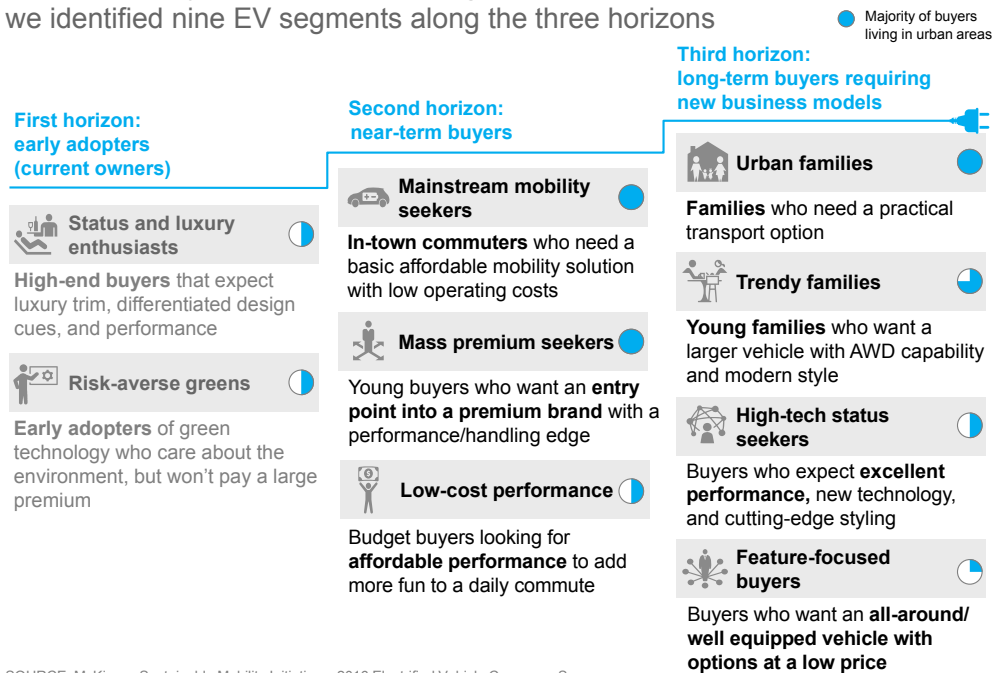 we identified nine EV segments along the three horizons
Majority of buyers
living in urban areas
First horizon:
early adopters
(current owners)
Status and luxury
enthusiasts
High-end buyers that expect
luxury trim, differentiated design
cues, and performance
Risk-averse greens
Early adopters of green
technology who care about the
environment, but won't pay a large
premium
Second horizon:
near-term buyers
Mainstream mobility
seekers
In-town commuters who need a
basic affordable mobility solution
with low operating costs
Mass premium seekers
Young buyers who want an entry
point into a premium brand with a
performance/handling edge
Low-cost performance
Budget buyers looking for
affordable performance to add
more fun to a daily commute
Third horizon:
long-term buyers requiring
new business models
Urban families
Families who need a practical
transport option
Trendy families
Young families who want a
larger vehicle with AWD capability
and modern style
High-tech status
seekers
Buyers who expect excellent
performance, new technology,
and cutting-edge styling
Feature-focused
buyers
Buyers who want an all-around/
well equipped vehicle with
options at a low price